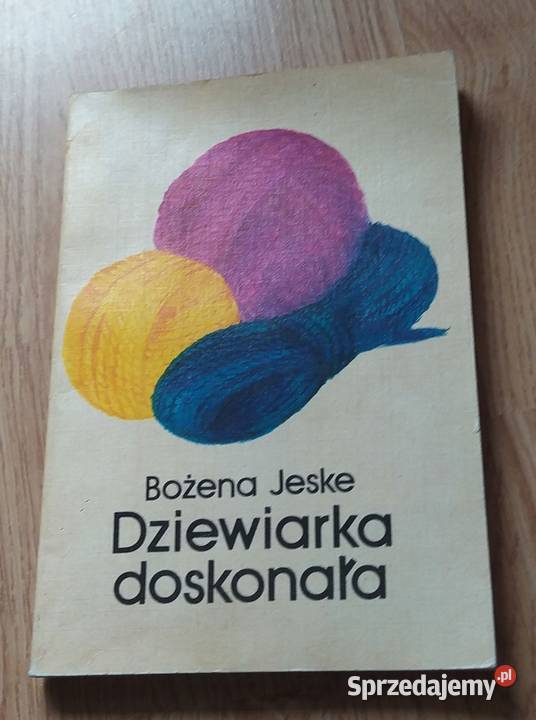 Bożena Jeske
Dziewiarka
doskonała
Sprzedajemy.pl